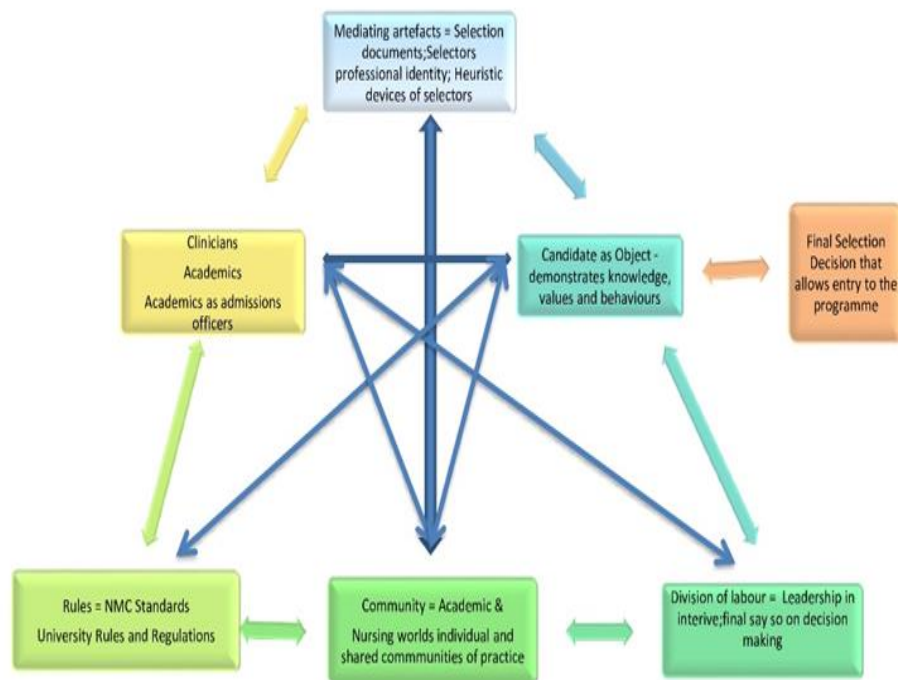 Mediating artefacts = Selection
documents;Selectors
professional identity; Heuristic
devices of selectors
Clinicians
Academics
Academics as admissions
officers
Candidate as Object -
demonstrates knowledge,
values and behaviours
Final Selection
Decision that
allows entry to the
programme
Rules = NMC Standards
University Rules and Regulations
Community = Academic &
Nursing worlds individual and
shared commmunities of practice
Division of labour = Leadership in
interive;final say so on decision
making